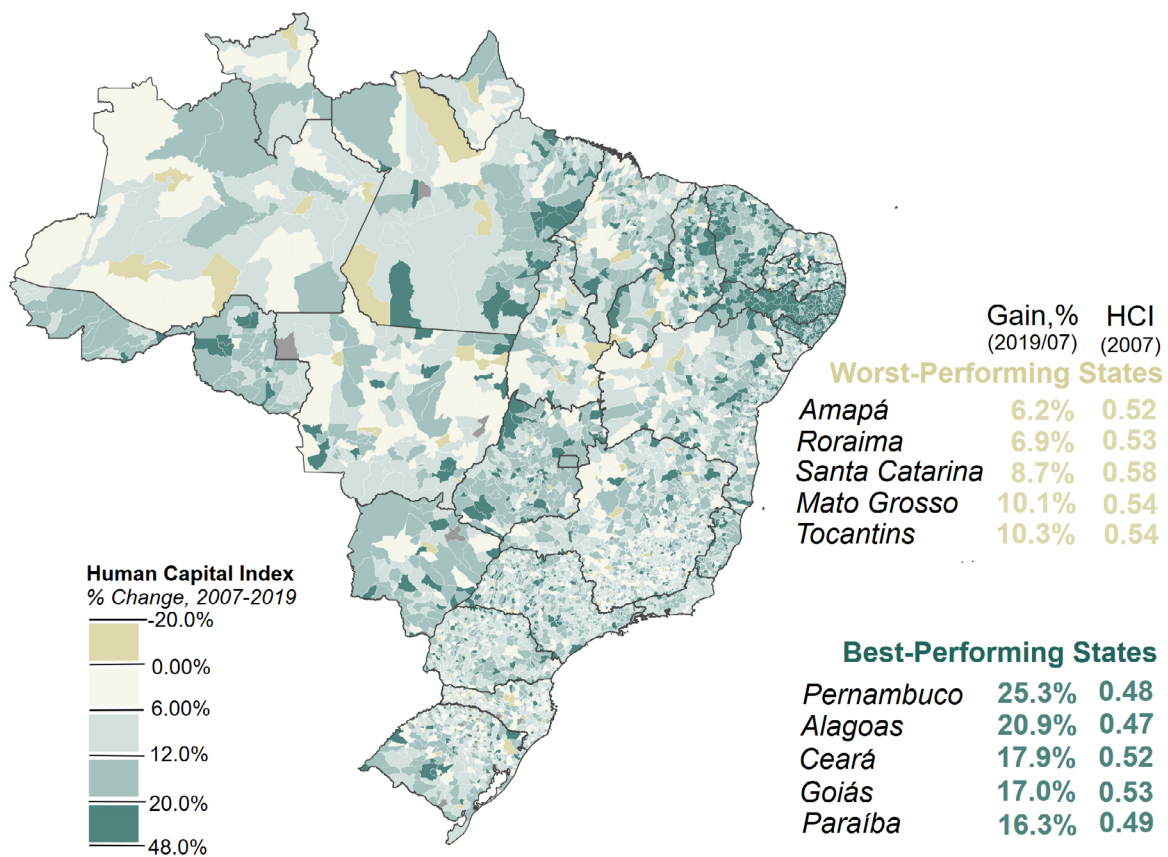 Gain,% HCI
(2019/07) (2007)
Worst-Performing States
Amapá 6.2% 0.52
Roraima 6.9% 0.53
Santa Catarina 8.7% 0.58
Mato Grosso 10.1% 0.54
Tocantins 10.3% 0.54
Human Capital Index
% Change, 2007-2019
-20.0%
0.00%
6.00%
12.0%
20.0%
48.0%
Best-Performing States
Pernambuco 25.3% 0.48
Alagoas 20.9% 0.47
Ceará 17.9% 0.52
Goiás 17.0% 0.53
Paraíba 16.3% 0.49